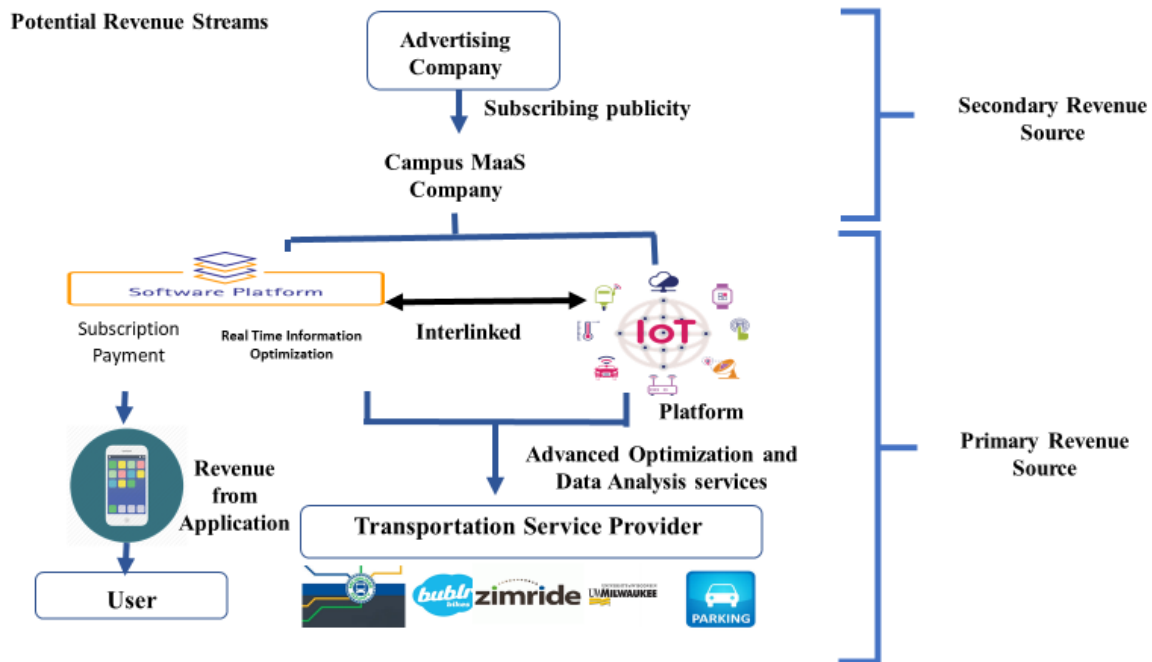 Potential Revenue Streams
Advertising
Company
Subscribing publicity
Secondary Revenue
Source
Campus MaaS
Company
Software Platform
Subscription
Payment
Real Time Information
Optimization
Interlinked
IoT
Platform
Primary Revenue
Source
Revenue
from
Application
Advanced Optimization and
Data Analysis services
Transportation Service Provider
User
bublr
bikes
zimride
UWMILWAUKEE
PARKING